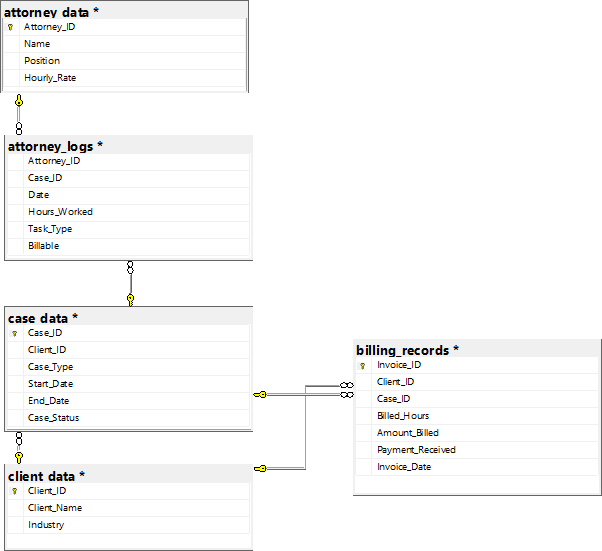 attorney data *
Attorney_ID
Name
Position
Hourly_Rate
attorney_logs *
Attorney_ID
Case_ID
Date
Hours_Worked
Task_Type
Billable
case data *
Case_ID
Client_ID
Case_Type
Start_Date
End_Date
Case_Status
billing_records *
Invoice_ID
Client_ID
Case_ID
Billed_Hours
Amount_Billed
Payment_Received
Invoice_Date
client data *
Client_ID
Client_Name
Industry